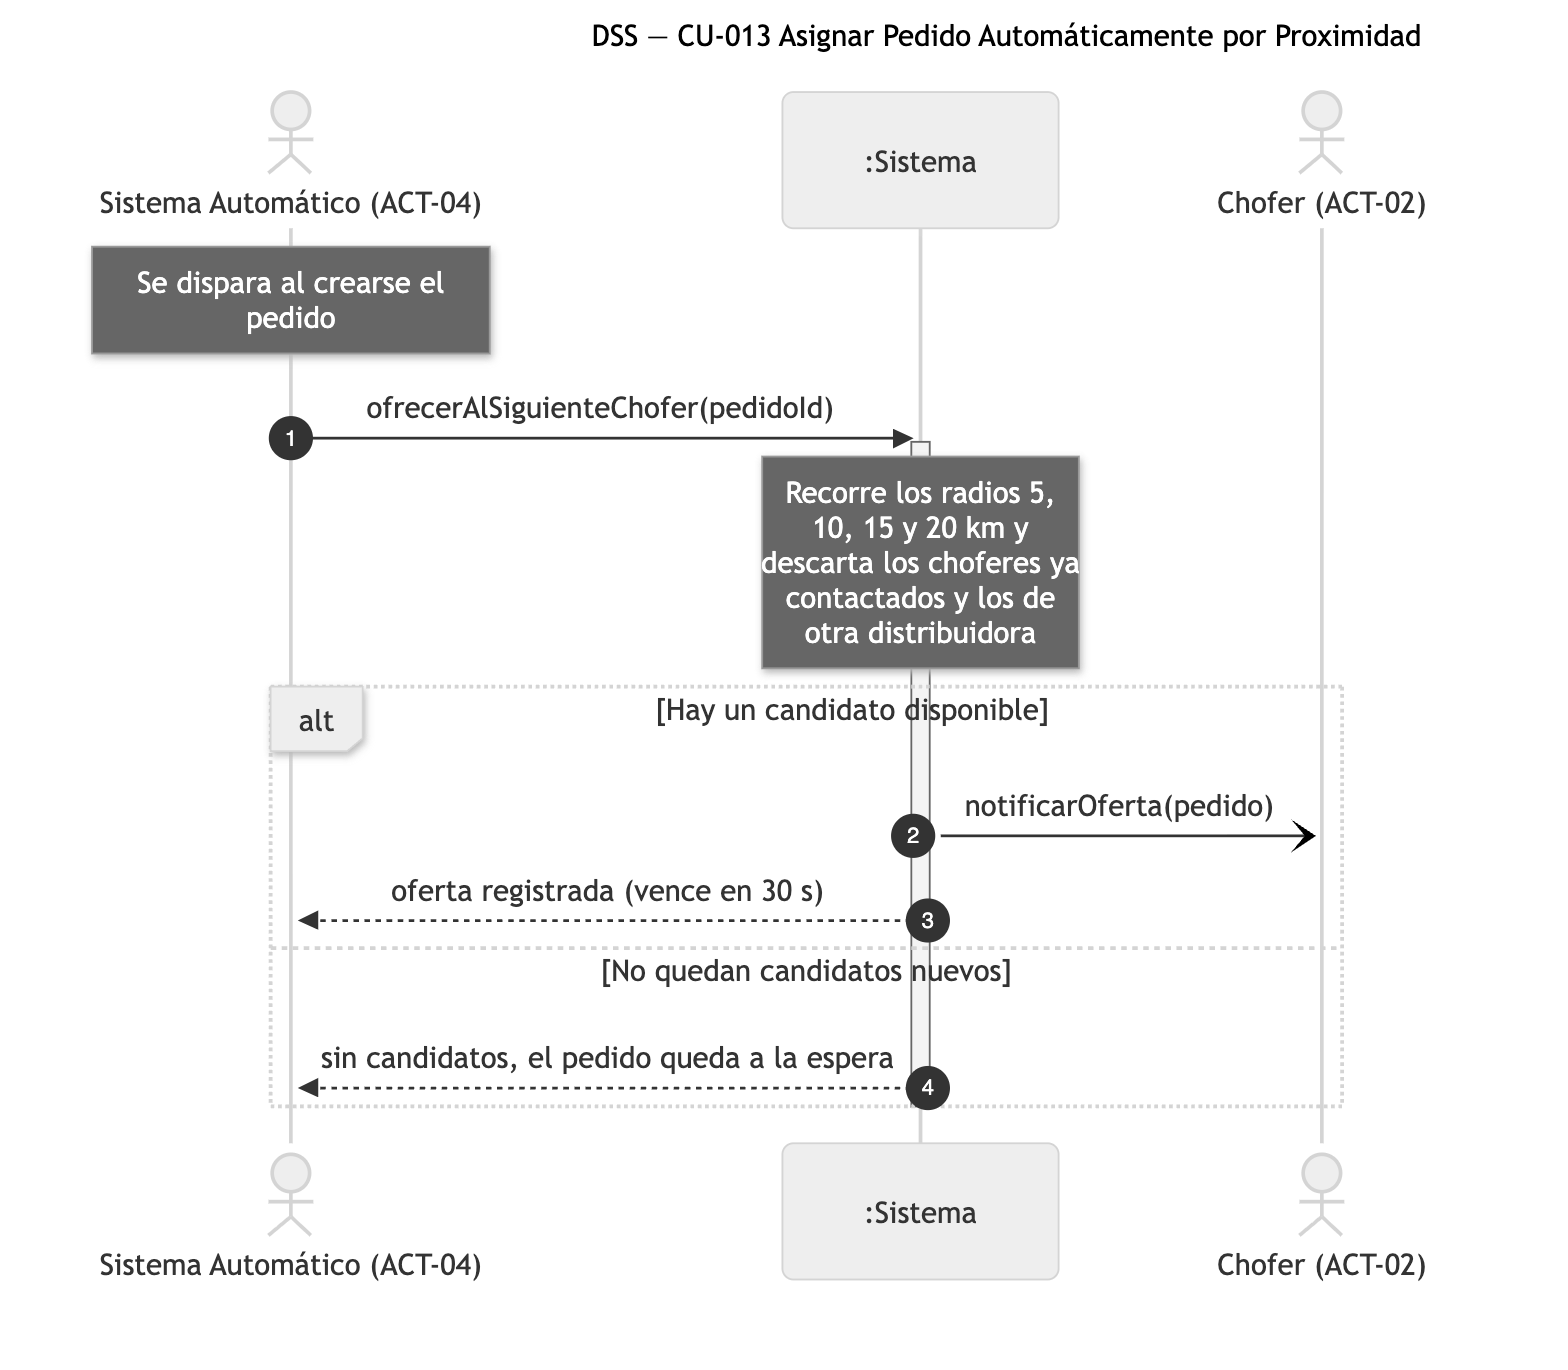 DSS — CU-013 Asignar Pedido Automáticamente por Proximidad
Sistema Automático (ACT-04)
:Sistema
Chofer (ACT-02)
Se dispara al crearse el
pedido
ofrecerAlSiguienteChofer(pedidoId)
1
Recorre los radios 5,
10, 15 y 20 km y
descarta los choferes ya
contactados y los de
otra distribuidora
alt
[Hay un candidato disponible]
notificarOferta(pedido)
2
oferta registrada (vence en 30 s)
3
[No quedan candidatos nuevos]
sin candidatos, el pedido queda a la espera
4
Sistema Automático (ACT-04)
:Sistema
Chofer (ACT-02)